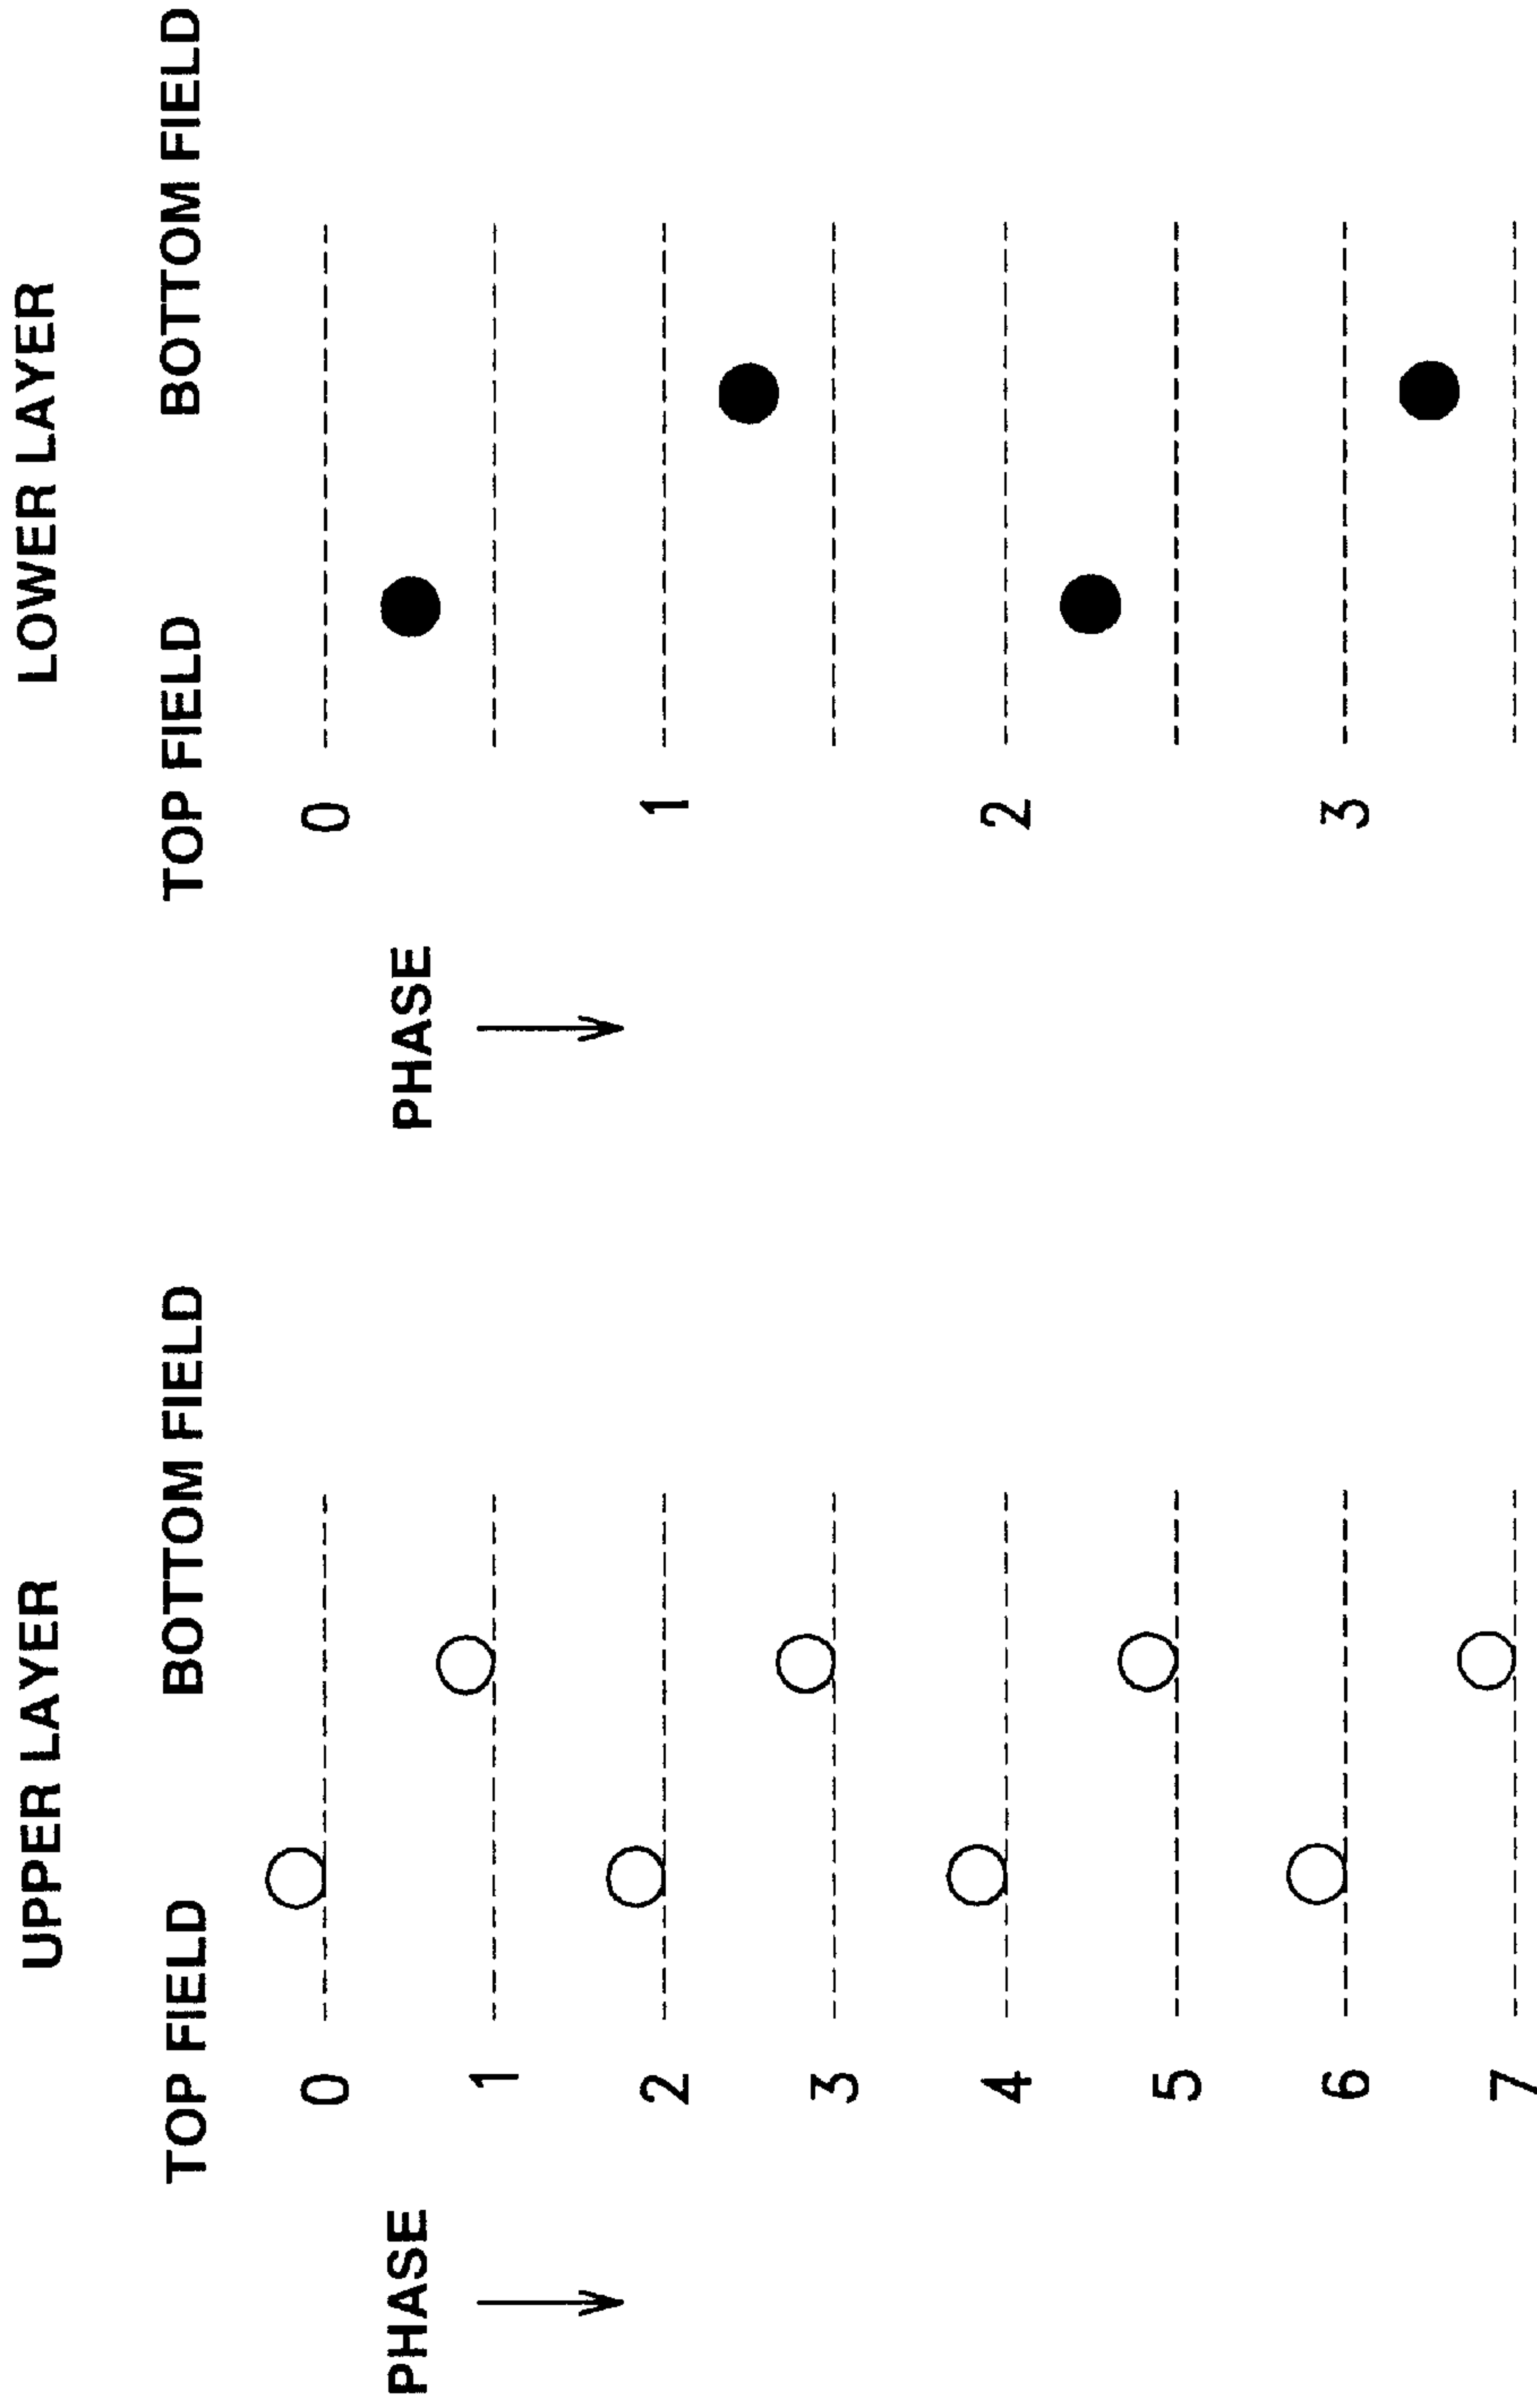 UPPER LAYER
TOP FIELD
BOTTOM FIELD
PHASE
0
1
2
3
4
5
6
7
LOWER LAYER
TOP FIELD
BOTTOM FIELD
PHASE
0
1
2
3